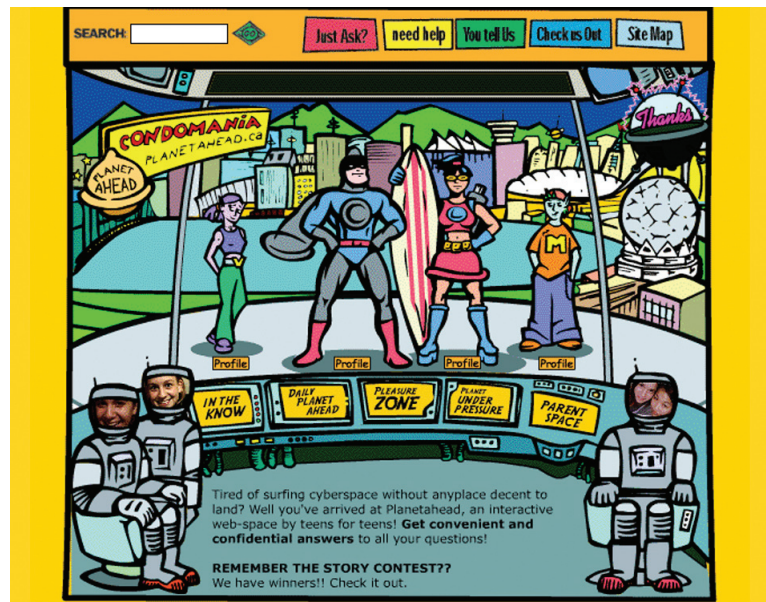 SEARCH:
GO!
Just Ask?
need help
You tell Us
Check us Out
Site Map
CONDOMANIA
PLANETAHEAD.ca
PLANET
AHEAD
Thanks
M
Profile
Profile
Profile
Profile
IN THE
KNOW
DAILY
PLANET
AHEAD
PLEASURE
ZONE
PLANET
UNDER
PRESSURE
PARENT
SPACE
Tired of surfing cyberspace without anyplace decent to
land? Well you've arrived at Planetahead, an interactive
web-space by teens for teens! Get convenient and
confidential answers to all your questions!
REMEMBER THE STORY CONTEST??
We have winners!! Check it out.